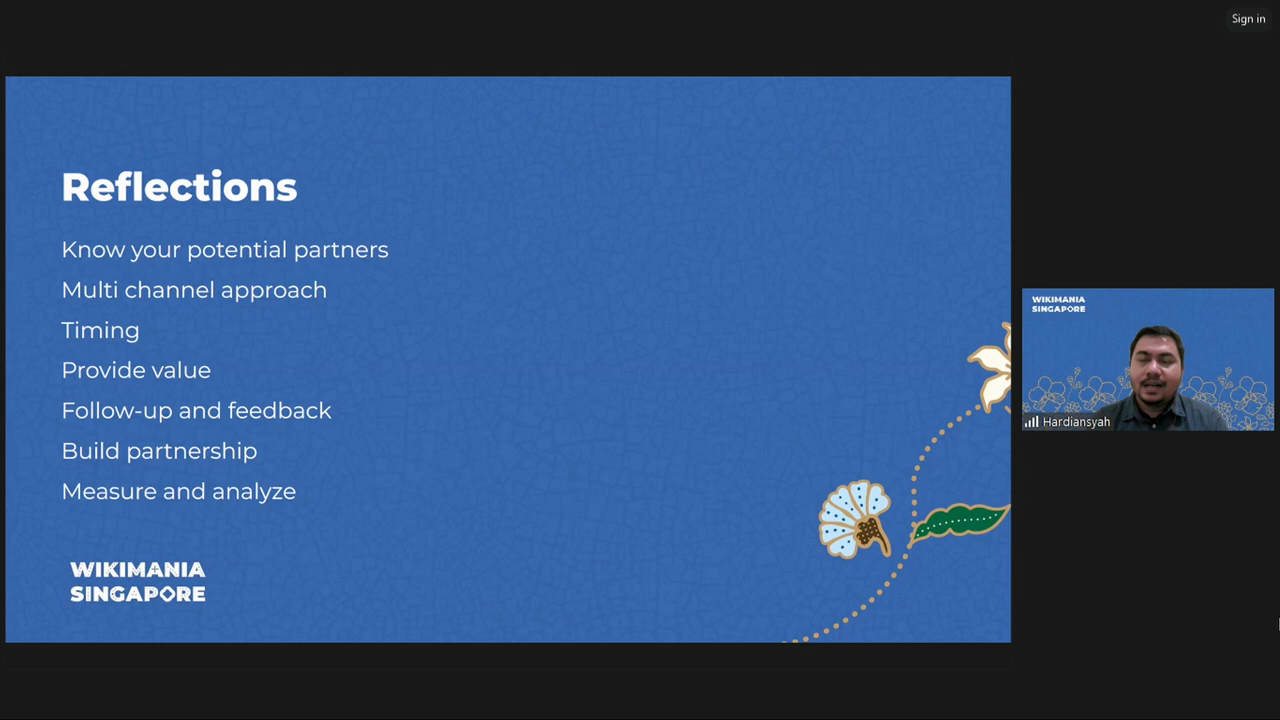 Sign in
Reflections
Know your potential partners
Multi channel approach
Timing
Provide value
Follow-up and feedback
Build partnership
Measure and analyze
WIKIMANIA
SINGAPORE
WIKIMANIA
SINGAPORE
Hardiansyah